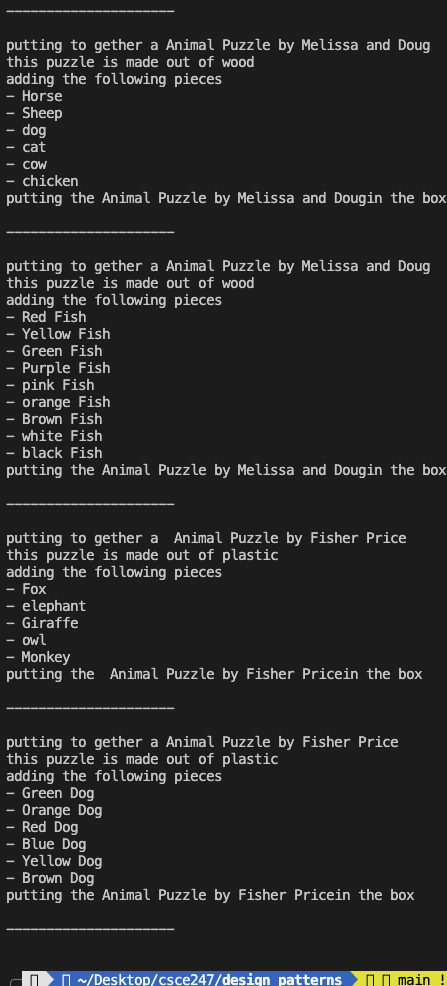 ---------------------
putting to gether a Animal Puzzle by Melissa and Doug
this puzzle is made out of wood
adding the following pieces
- Horse
- Sheep
- dog
- cat
- cow
- chicken
putting the Animal Puzzle by Melissa and Dougin the box
---------------------
putting to gether a Animal Puzzle by Melissa and Doug
this puzzle is made out of wood
adding the following pieces
- Red Fish
- Yellow Fish
- Green Fish
- Purple Fish
- pink Fish
- orange Fish
- Brown Fish
- white Fish
- black Fish
putting the Animal Puzzle by Melissa and Dougin the box
---------------------
putting to gether a  Animal Puzzle by Fisher Price
this puzzle is made out of plastic
adding the following pieces
- Fox
- elephant
- Giraffe
- owl
- Monkey
putting the  Animal Puzzle by Fisher Pricein the box
---------------------
putting to gether a Animal Puzzle by Fisher Price
this puzzle is made out of plastic
adding the following pieces
- Green Dog
- Orange Dog
- Red Dog
- Blue Dog
- Yellow Dog
- Brown Dog
putting the Animal Puzzle by Fisher Pricein the box
---------------------
~/Desktop/csce247/design patterns main !